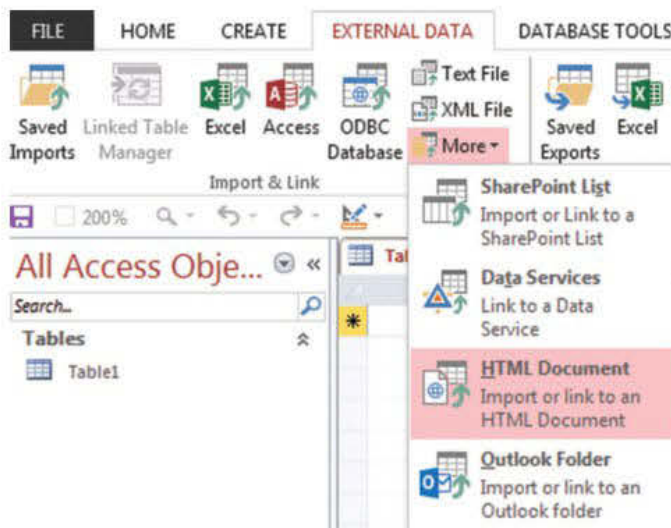 FILE HOME CREATE EXTERNAL DATA DATABASE TOOLS
Text File
XML File
Saved Imports
Linked Table Manager
Excel
Access
ODBC Database
More
Saved Exports
Excel
Import & Link
200%
SharePoint List
Import or Link to a
SharePoint List
All Access Obje... «
Tal
Search...
Data Services
Link to a Data
Service
Tables
Table1
HTML Document
Import or link to an
HTML Document
Outlook Folder
Import or link to an
Outlook folder